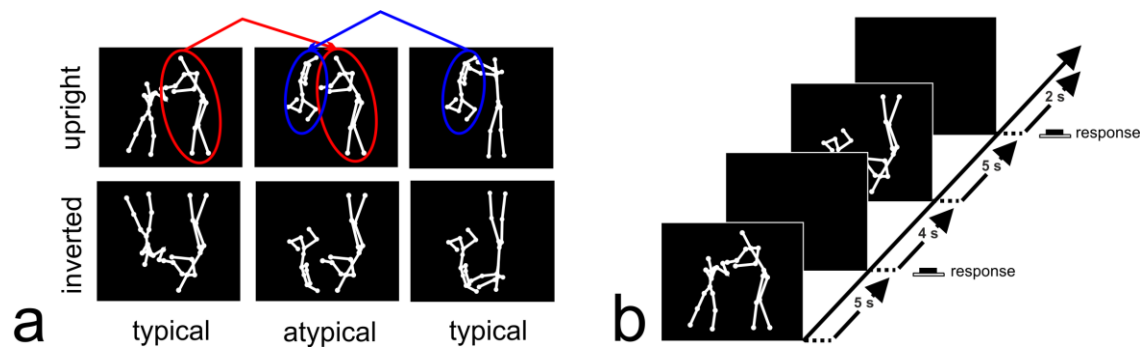 upright
inverted
typical
atypical
typical
a
b
2 s
response
5 s
4 s
response
5 s